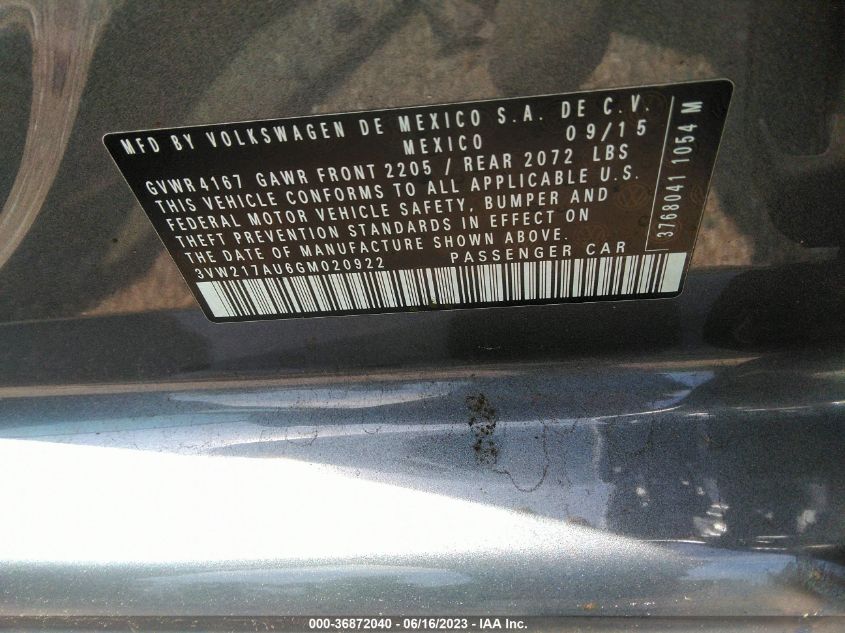 MFD BY VOLKSWAGEN DE MEXICO S.A. DE C.V.
MEXICO 09/15
GVWR 4167 GAWR FRONT 2205 / REAR 2072 LBS
THIS VEHICLE CONFORMS TO ALL APPLICABLE U.S.
FEDERAL MOTOR VEHICLE SAFETY, BUMPER AND
THEFT PREVENTION STANDARDS IN EFFECT ON
THE DATE OF MANUFACTURE SHOWN ABOVE.
3VW217AU6GM020922 PASSENGER CAR
3768041 1054 M
000-36872040 - 06/16/2023 - IAA Inc.